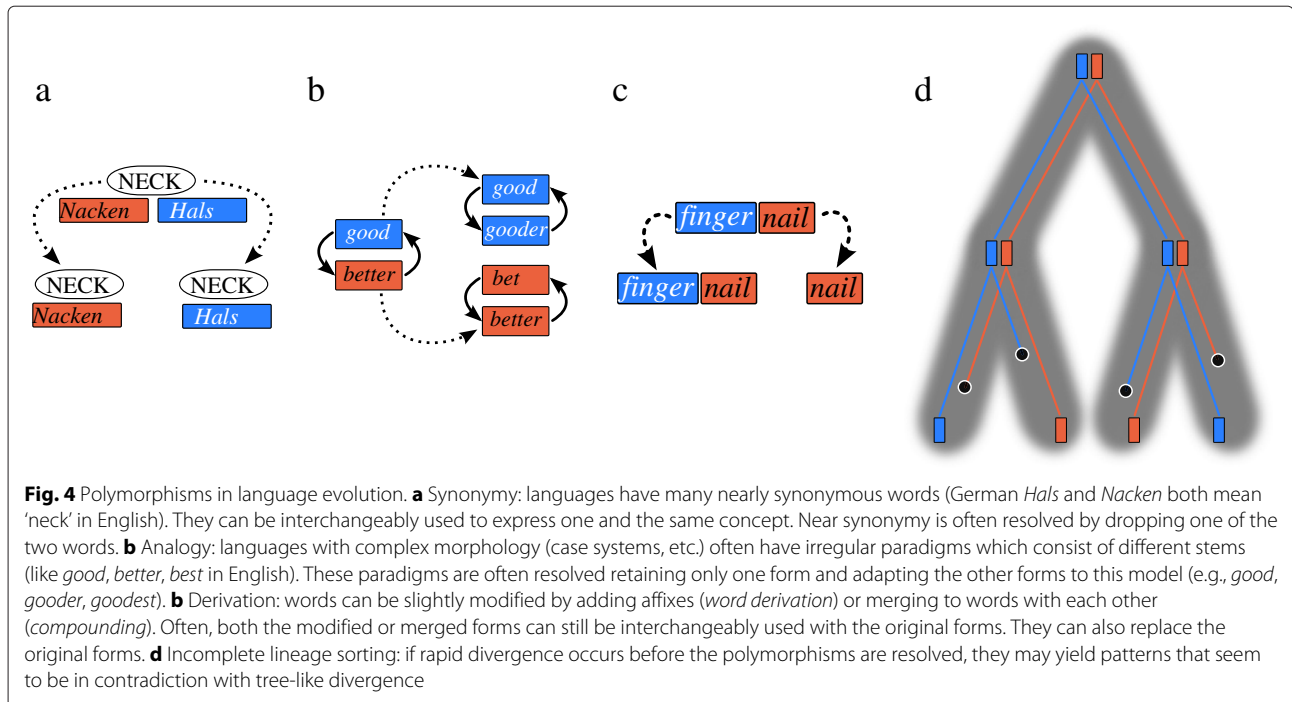 a
b
c
d
NECK
Nacken Hals
NECK
Nacken
NECK
Hals
good
better
good
gooder
bet
better
finger nail
finger nail
nail
Fig. 4 Polymorphisms in language evolution. a Synonymy: languages have many nearly synonymous words (German Hals and Nacken both mean
‘neck’ in English). They can be interchangeably used to express one and the same concept. Near synonymy is often resolved by dropping one of the
two words. b Analogy: languages with complex morphology (case systems, etc.) often have irregular paradigms which consist of different stems
(like good, better, best in English). These paradigms are often resolved retaining only one form and adapting the other forms to this model (e.g., good,
gooder, goodest). b Derivation: words can be slightly modified by adding affixes (word derivation) or merging to words with each other
(compounding). Often, both the modified or merged forms can still be interchangeably used with the original forms. They can also replace the
original forms. d Incomplete lineage sorting: if rapid divergence occurs before the polymorphisms are resolved, they may yield patterns that seem
to be in contradiction with tree-like divergence